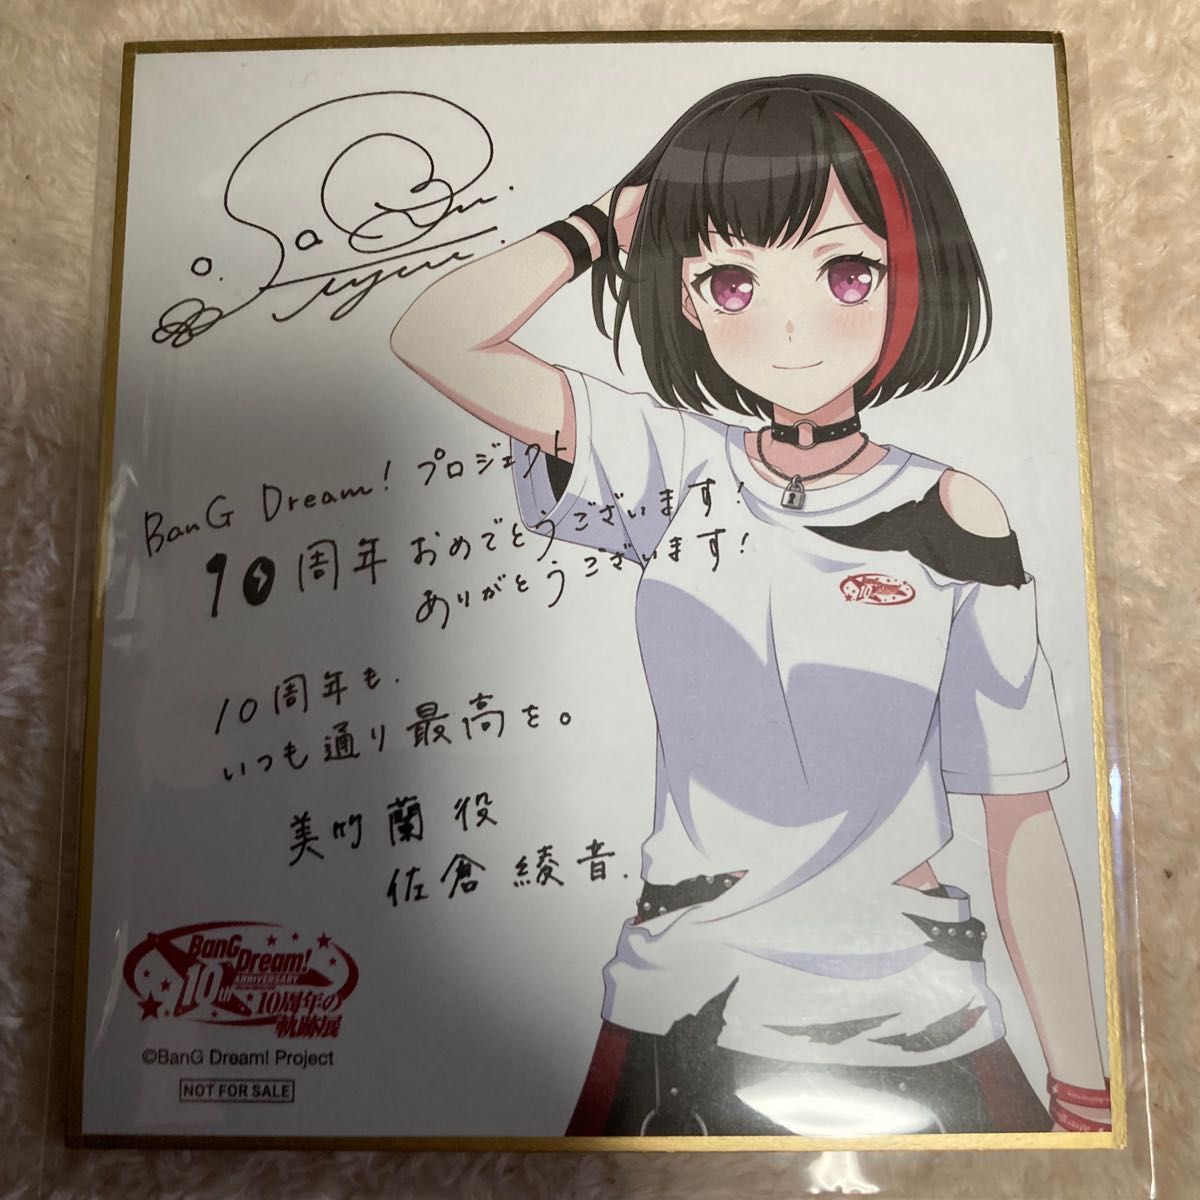 BanG Dream! プロジェクト
10周年 おめでとうございます!
ありがとうございます!
10周年も、
いつも通り最高を。
美竹 蘭 役
佐倉 綾音.
BanG
Dream!
10th
ANNIVERSARY
10周年の
軌跡展
©BanG Dream! Project
NOT FOR SALE